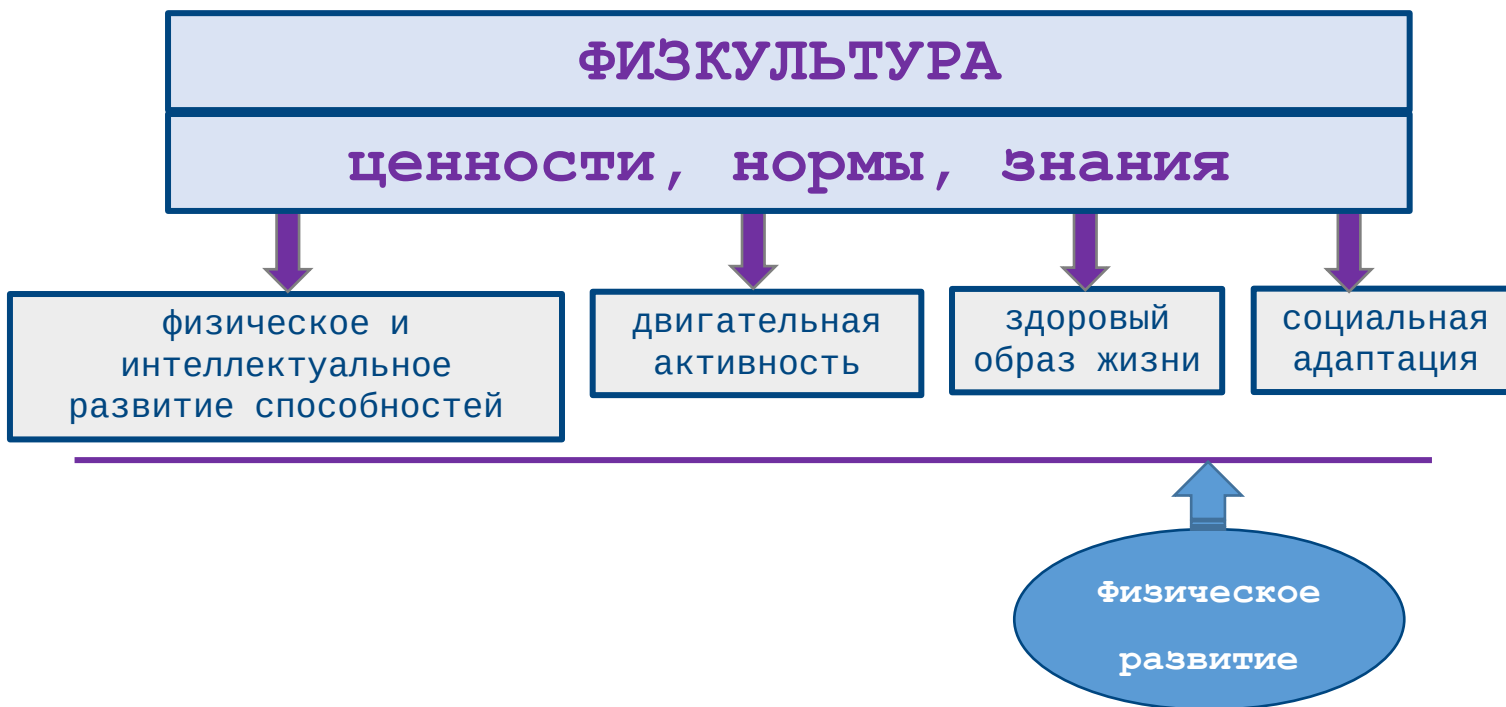 ФИЗКУЛЬТУРА
ценности, нормы, знания
физическое и
интеллектуальное
развитие способностей
двигательная
активность
здоровый
образ жизни
социальная
адаптация
Физическое
развитие